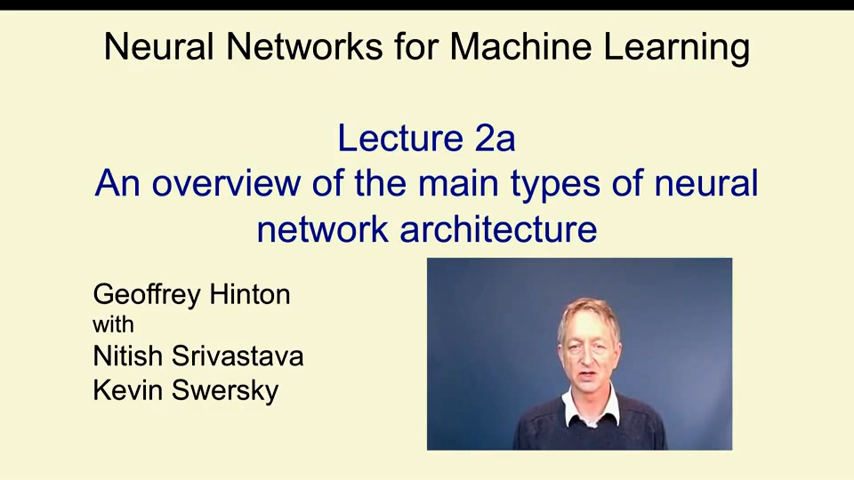 Neural Networks for Machine Learning
Lecture 2a
An overview of the main types of neural
network architecture
Geoffrey Hinton
with
Nitish Srivastava
Kevin Swersky